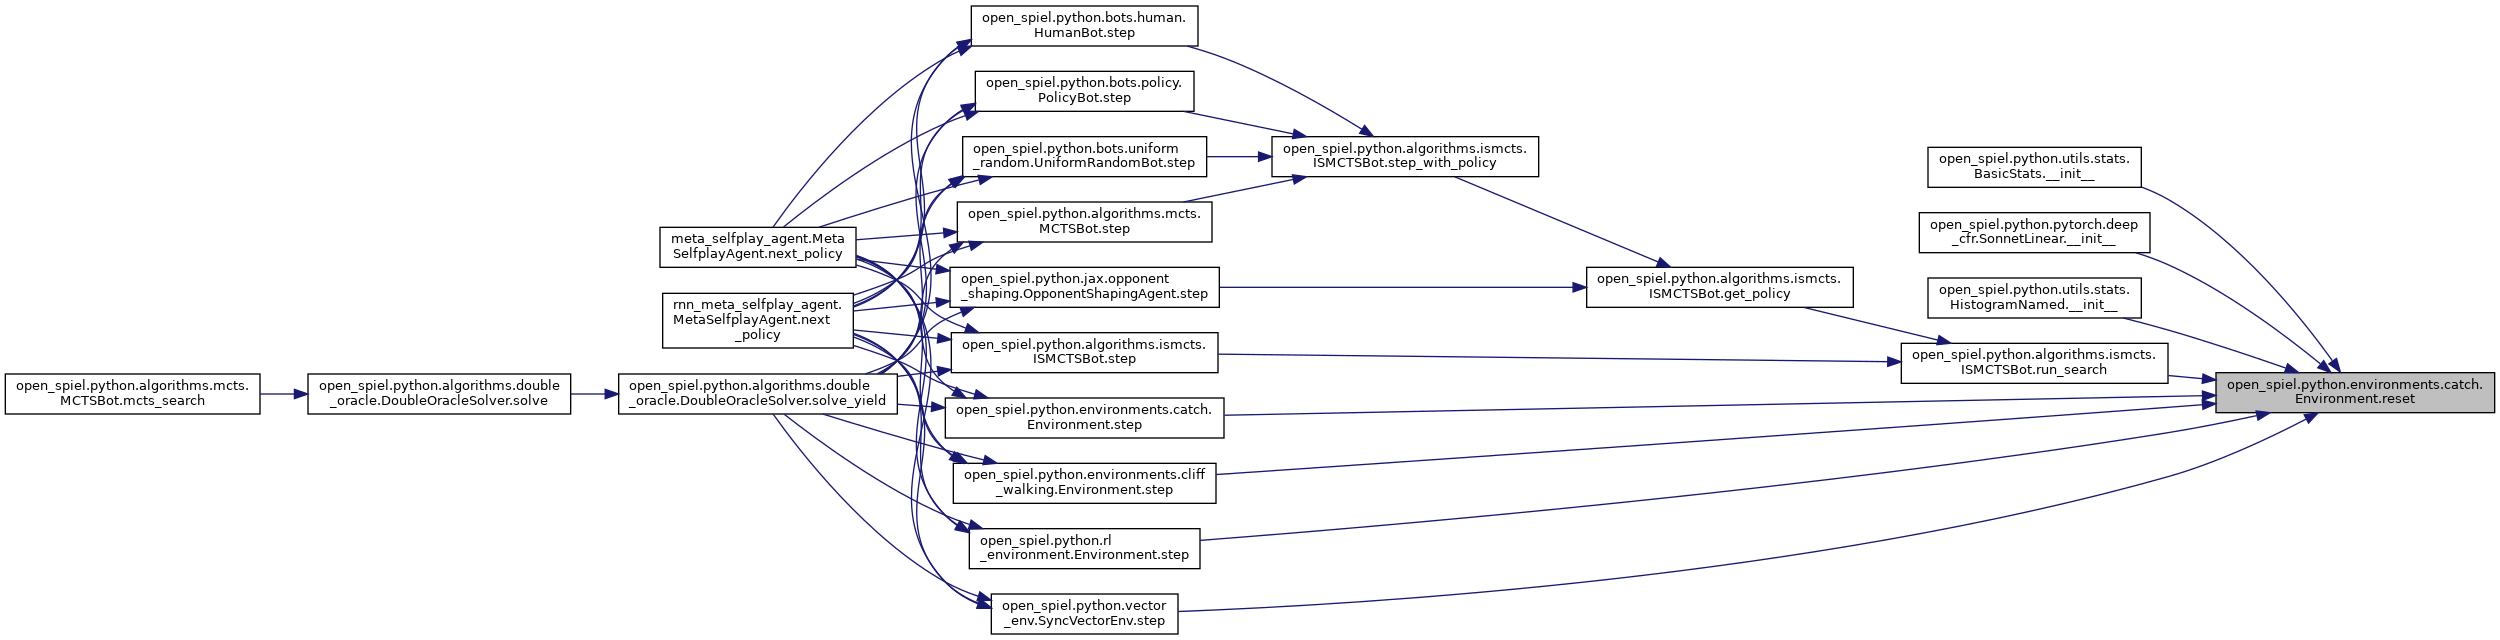 open_spiel.python.bots.human.
HumanBot.step
open_spiel.python.bots.policy.
PolicyBot.step
open_spiel.python.bots.uniform
_random.UniformRandomBot.step
open_spiel.python.algorithms.ismcts.
ISMCTSBot.step_with_policy
open_spiel.python.utils.stats.
BasicStats.__init__
open_spiel.python.algorithms.mcts.
MCTSBot.step
open_spiel.python.pytorch.deep
_cfr.SonnetLinear.__init__
meta_selfplay_agent.Meta
SelfplayAgent.next_policy
open_spiel.python.jax.opponent
_shaping.OpponentShapingAgent.step
open_spiel.python.algorithms.ismcts.
ISMCTSBot.get_policy
open_spiel.python.utils.stats.
HistogramNamed.__init__
rnn_meta_selfplay_agent.
MetaSelfplayAgent.next
_policy
open_spiel.python.algorithms.ismcts.
ISMCTSBot.step
open_spiel.python.algorithms.ismcts.
ISMCTSBot.run_search
open_spiel.python.algorithms.mcts.
MCTSBot.mcts_search
open_spiel.python.algorithms.double
_oracle.DoubleOracleSolver.solve
open_spiel.python.algorithms.double
_oracle.DoubleOracleSolver.solve_yield
open_spiel.python.environments.catch.
Environment.reset
open_spiel.python.environments.catch.
Environment.step
open_spiel.python.environments.cliff
_walking.Environment.step
open_spiel.python.rl
_environment.Environment.step
open_spiel.python.vector
_env.SyncVectorEnv.step